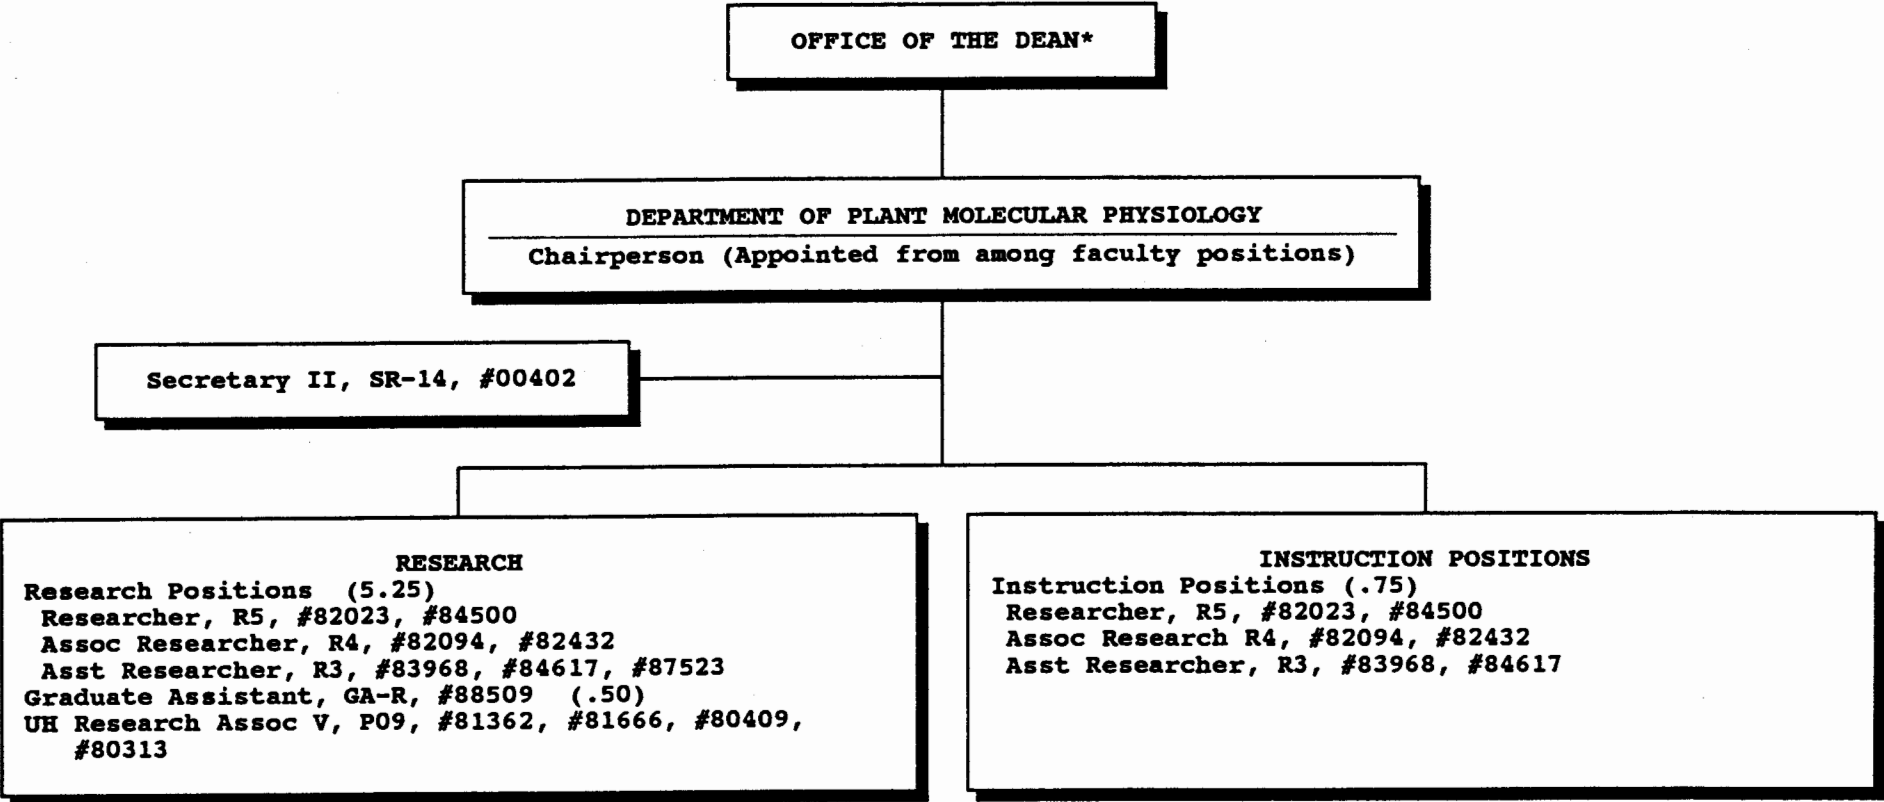 OFFICE OF THE DEAN*
DEPARTMENT OF PLANT MOLECULAR PHYSIOLOGY
Chairperson (Appointed from among faculty positions)
Secretary II, SR-14, #00402
RESEARCH
Research Positions (5.25)
Researcher, R5, #82023, #84500
Assoc Researcher, R4, #82094, #82432
Asst Researcher, R3, #83968, #84617, #87523
Graduate Assistant, GA-R, #88509 (.50)
UH Research Assoc V, P09, #81362, #81666, #80409,
#80313
INSTRUCTION POSITIONS
Instruction Positions (.75)
Researcher, R5, #82023, #84500
Assoc Research R4, #82094, #82432
Asst Researcher, R3, #83968, #84617